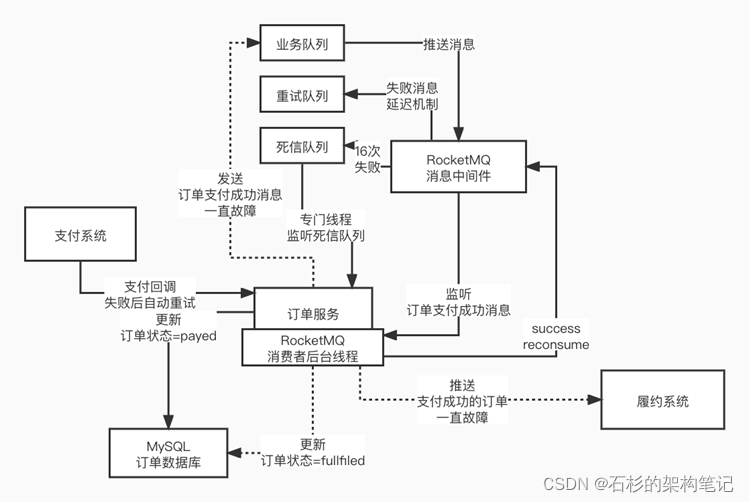 业务队列
推送消息
重试队列
失败消息
延迟机制
死信队列
16次
失败
RocketMQ
消息中间件
发送
订单支付成功消息
一直故障
专门线程
监听死信队列
支付系统
支付回调
失败后自动重试
更新
订单状态=payed
订单服务
RocketMQ
消费者后台线程
监听
订单支付成功消息
success
reconsume
推送
支付成功的订单
一直故障
履约系统
MySQL
订单数据库
更新
订单状态=fullfiled
CSDN @石杉的架构笔记